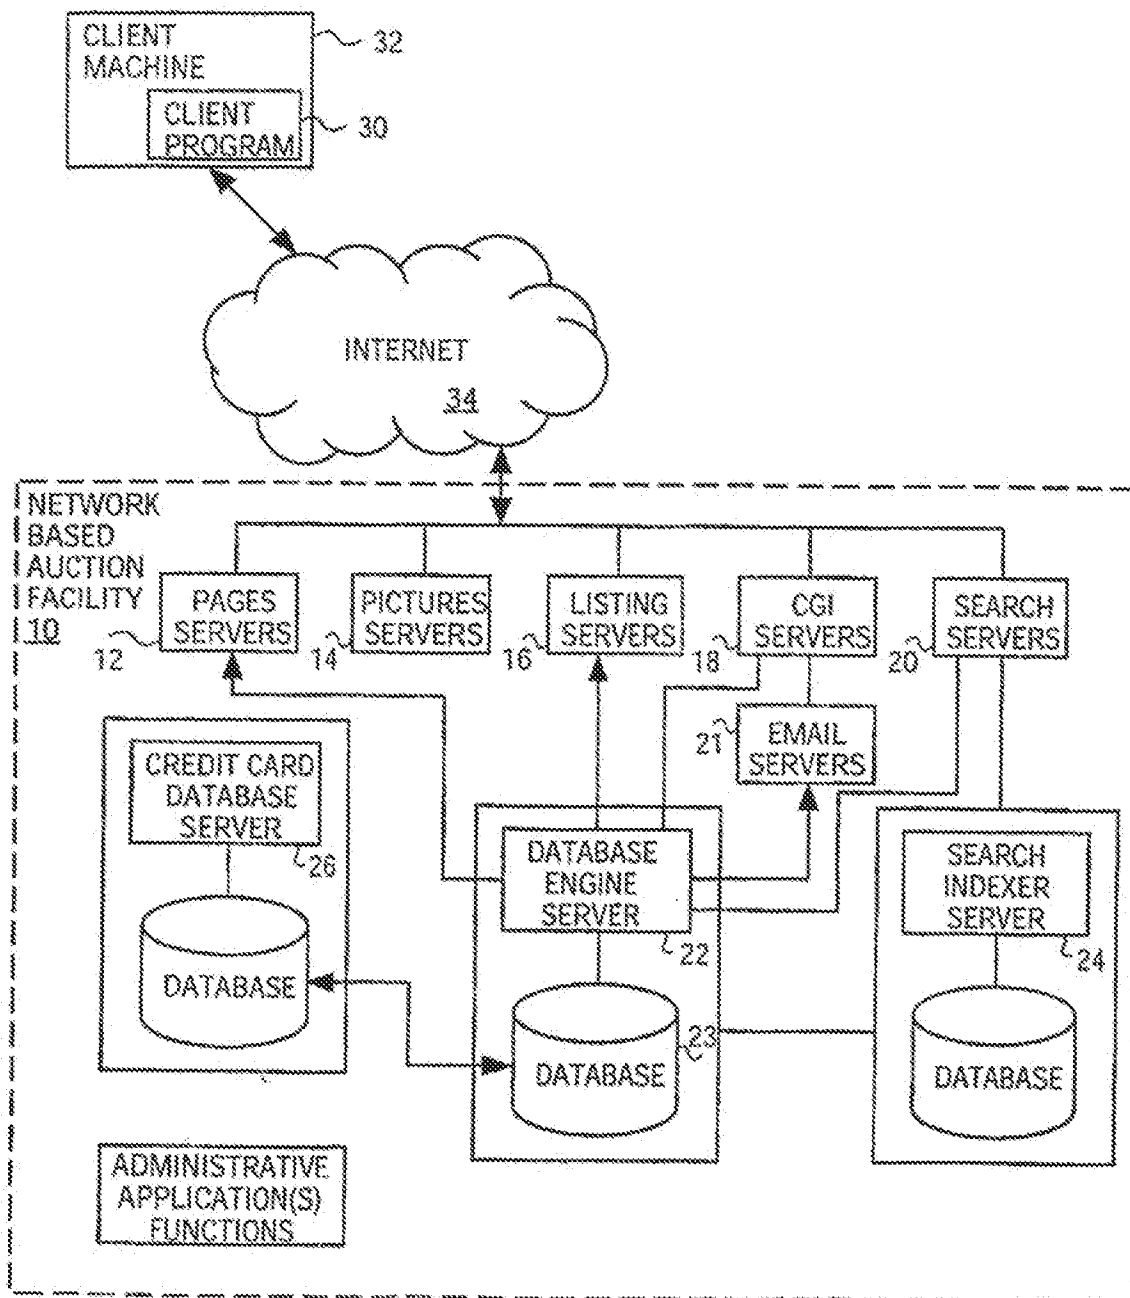 CLIENT
MACHINE
32
CLIENT
PROGRAM
30
INTERNET
34
NETWORK
BASED
AUCTION
FACILITY
10
PAGES
SERVERS
12
PICTURES
SERVERS
14
LISTING
SERVERS
16
CGI
SERVERS
18
SEARCH
SERVERS
20
EMAIL
SERVERS
21
CREDIT CARD
DATABASE
SERVER
26
DATABASE
DATABASE
ENGINE
SERVER
22
DATABASE
23
SEARCH
INDEXER
SERVER
24
DATABASE
ADMINISTRATIVE
APPLICATION(S)
FUNCTIONS